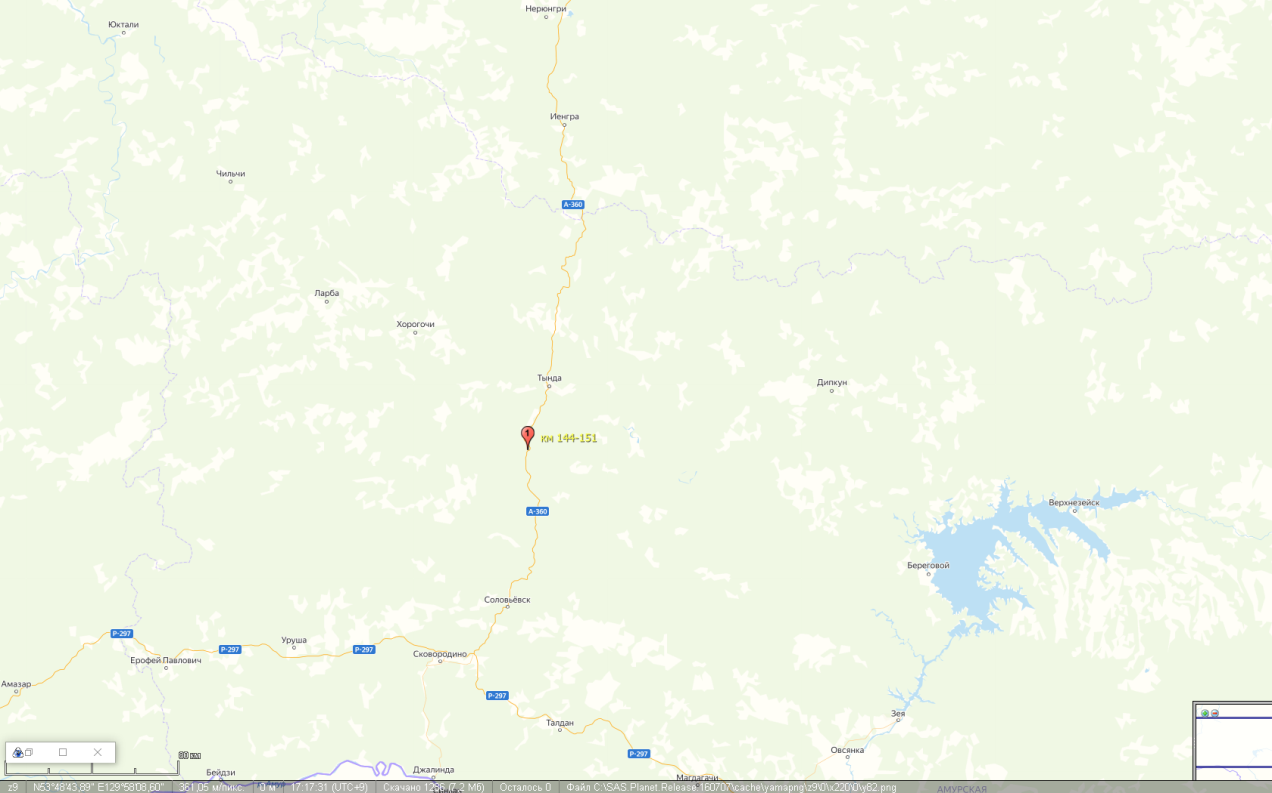 Нерюнгри
Юктали
Иенгра
Чильчи
А-360
Ларба
Хорогочи
Тында
Дипкун
1
км 144-151
Верхнезейск
А-360
Береговой
Соловьёвск
Р-297
Уруша
Р-297
Р-297
Сковородино
Ерофей Павлович
Амазар
Р-297
Зея
Талдан
Овсянка
Р-297
80 км
Бейдзи
Джалинда
Магдагачи
Амур
АМУРСКАЯ
z9 N53°48'43,89" E129°58'08,60" 361,05 м/пикс. 0 м 17:17:31 (UTC+9) Скачано 1286 (7,2 Мб) Осталось 0 Файл C:\SAS.Planet.Release.160707\cache\yamapng\z9\0\x220\0\y82.png